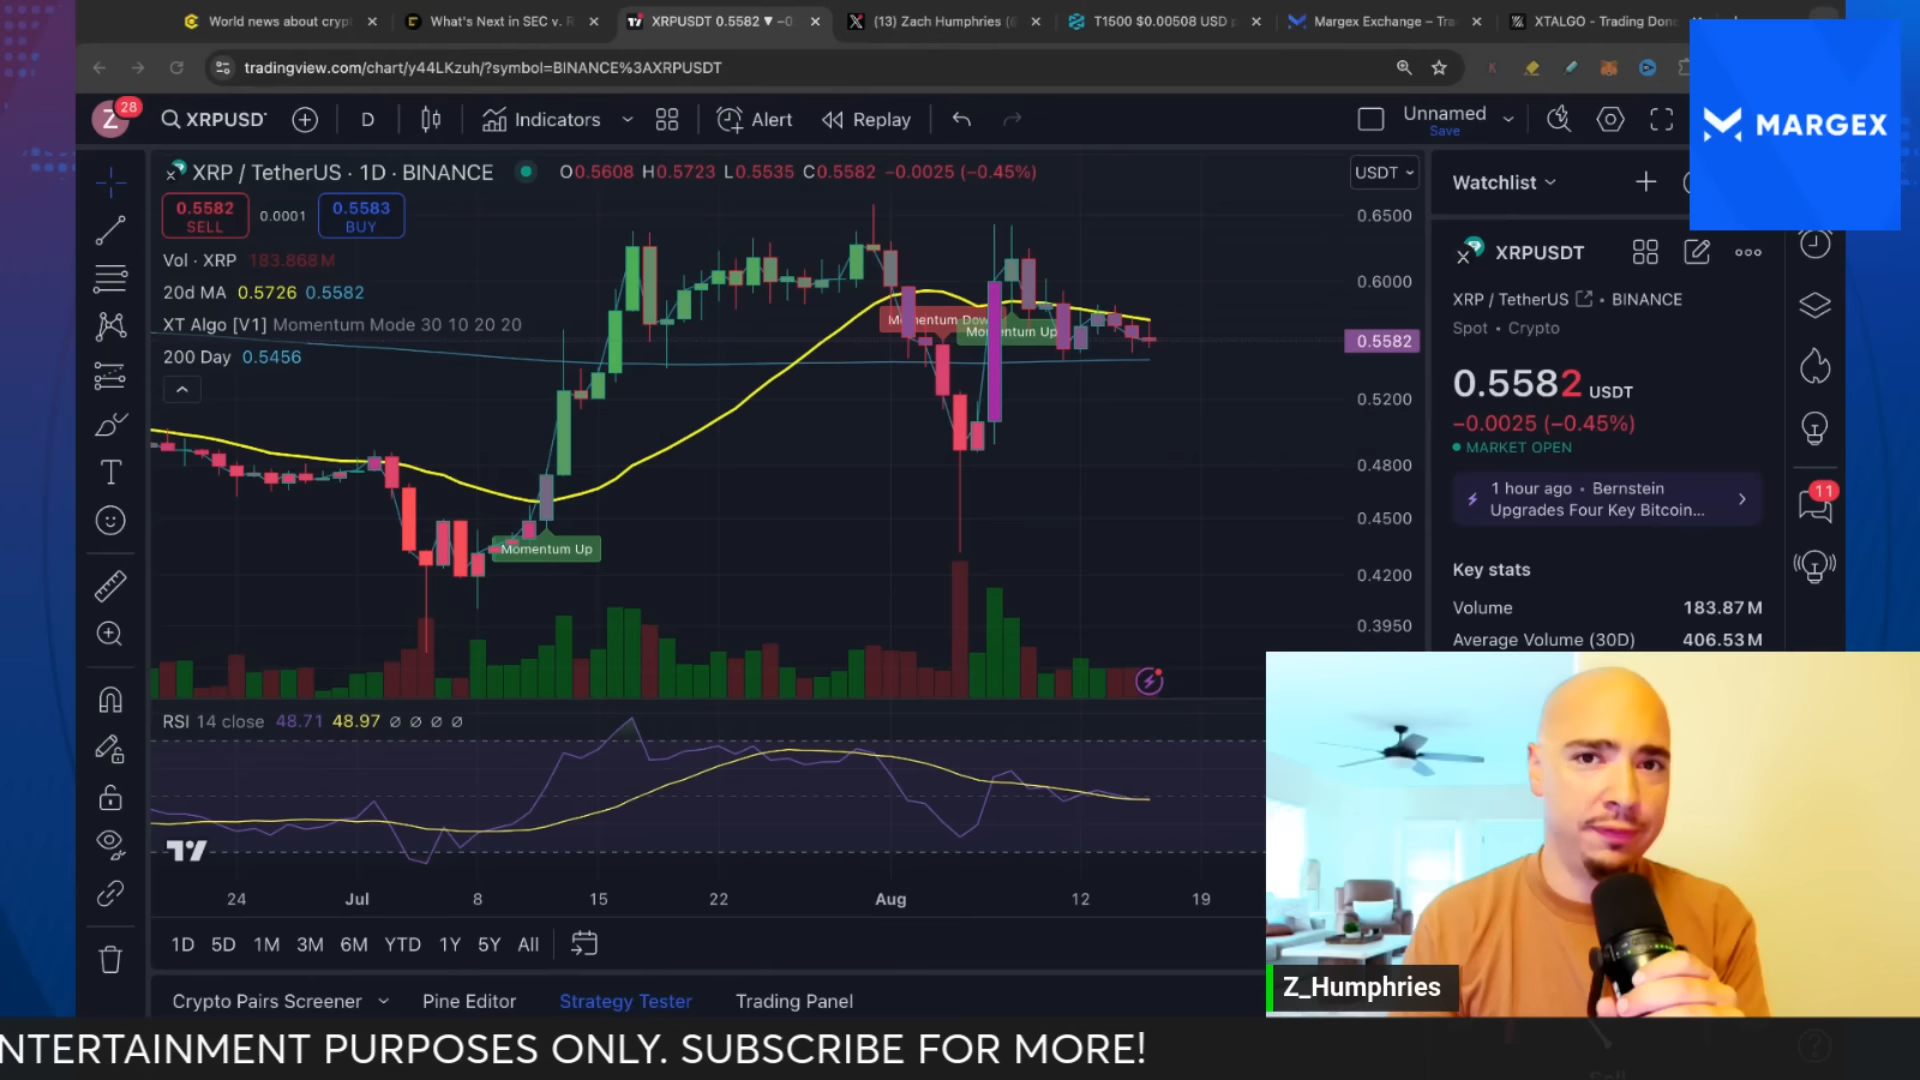 World news about crypt
What's Next in SEC v. R
XRPUSDT 0.5582 ▼ −0
(13) Zach Humphries (@
T1500 $0.00508 USD p
Margex Exchange – Tra
XTALGO - Trading Done
tradingview.com/chart/y44LKzuh/?symbol=BINANCE%3AXRPUSDT
MARGEX
Z
28
XRPUSDT
D
Indicators
Alert
Replay
Unnamed
Save
XRP / TetherUS · 1D · BINANCE
O0.5608 H0.5723 L0.5535 C0.5582 −0.0025 (−0.45%)
USDT
0.5582
SELL
0.0001
0.5583
BUY
Vol · XRP 183.868M
20d MA 0.5726 0.5582
XT Algo [V1] Momentum Mode 30 10 20 20
200 Day 0.5456
Momentum Down
Momentum Up
Momentum Up
0.6500
0.6000
0.5582
0.5200
0.4800
0.4500
0.4200
0.3950
RSI 14 close 48.71 48.97 ∅ ∅ ∅ ∅
24 Jul 8 15 22 Aug 12 19
1D 5D 1M 3M 6M YTD 1Y 5Y All
Crypto Pairs Screener
Pine Editor
Strategy Tester
Trading Panel
Watchlist
XRPUSDT
XRP / TetherUS · BINANCE
Spot · Crypto
0.5582 USDT
−0.0025 (−0.45%)
MARKET OPEN
1 hour ago · Bernstein
Upgrades Four Key Bitcoin...
Key stats
Volume 183.87M
Average Volume (30D) 406.53M
11
Z_Humphries
NTERTAINMENT PURPOSES ONLY. SUBSCRIBE FOR MORE!